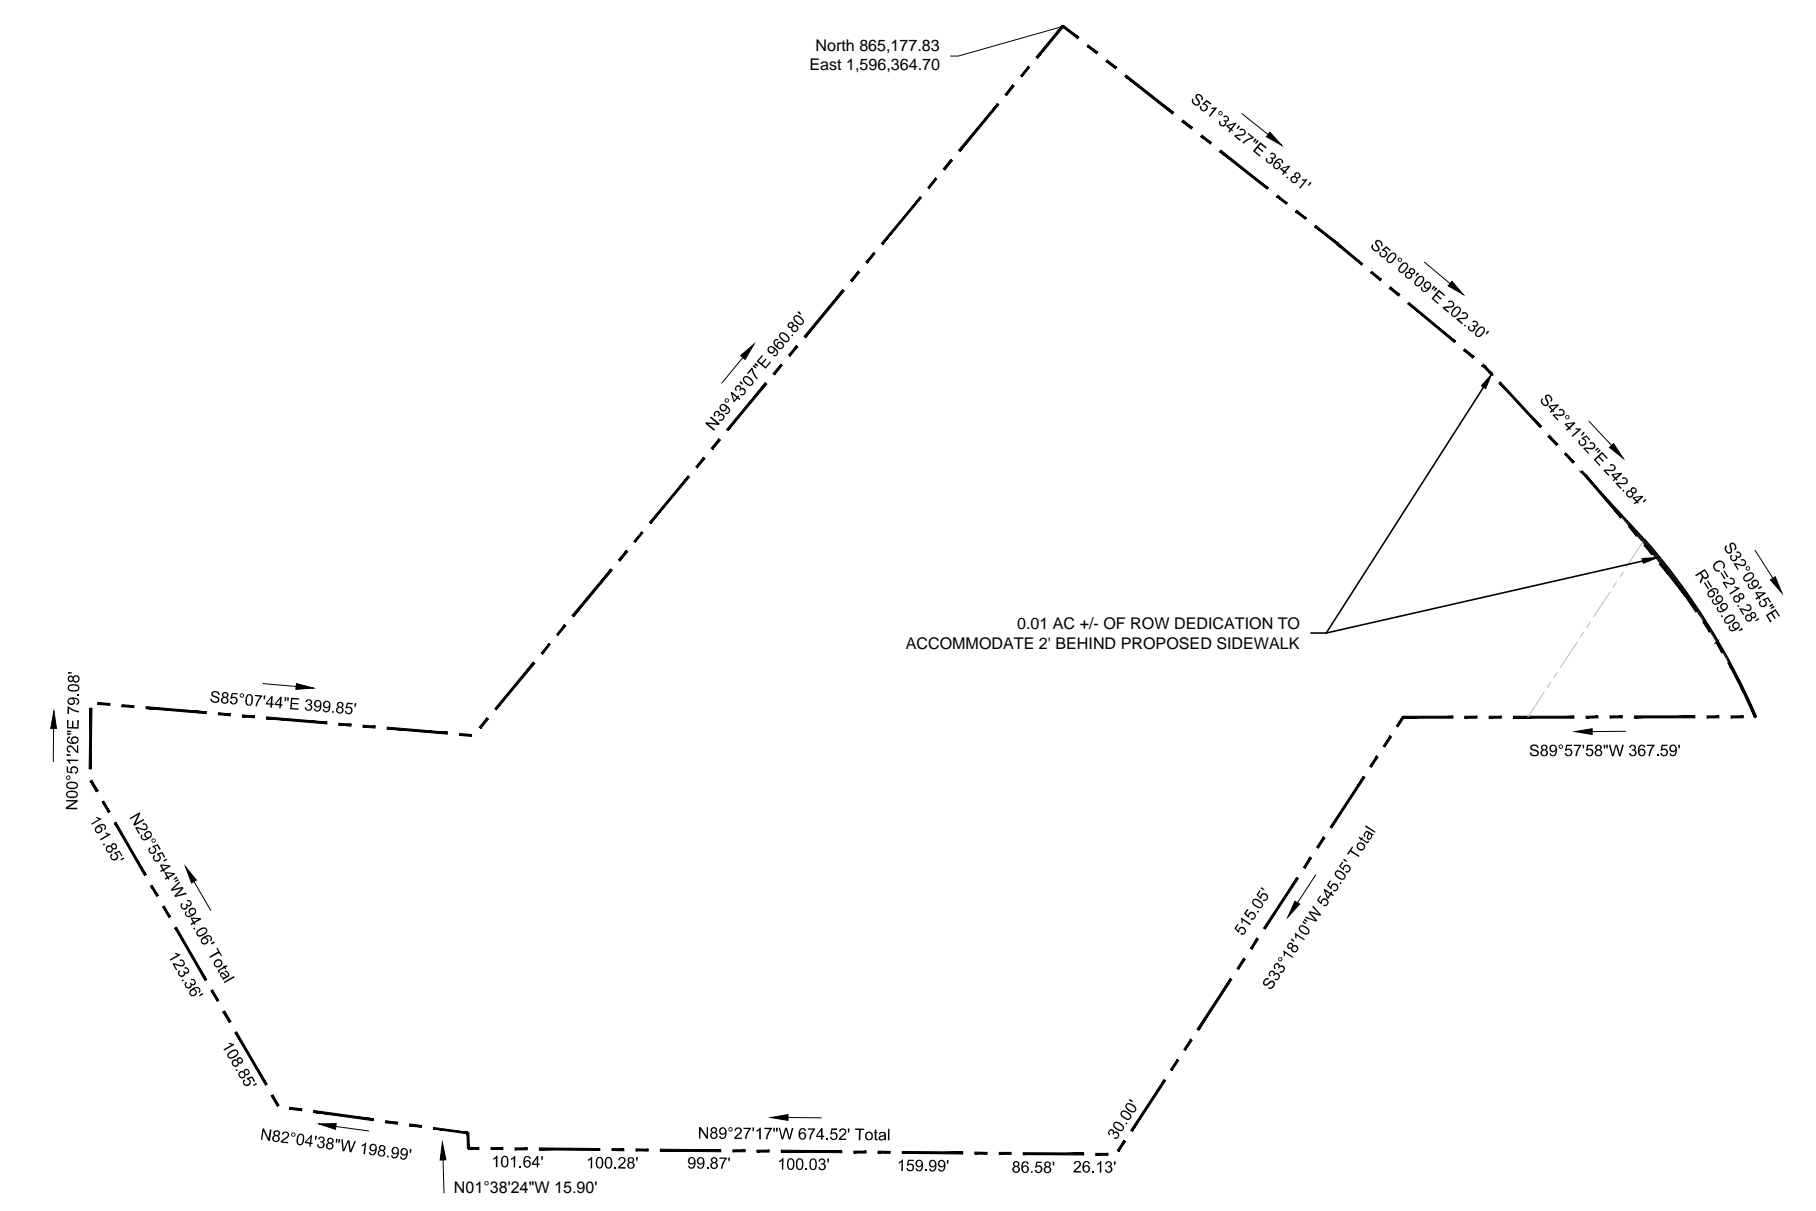 North 865,177.83
East 1,596,364.70
S51°34'27"E 364.81'
S50°08'09"E 202.30'
N39°43'07"E 960.80'
S42°41'52"E 242.84'
S32°09'45"E
C=218.28'
R=699.09'
0.01 AC +/- OF ROW DEDICATION TO
ACCOMMODATE 2' BEHIND PROPOSED SIDEWALK
S85°07'44"E 399.85'
N00°51'26"E 79.08'
S89°57'58"W 367.59'
161.85'
N29°55'44"W 394.06' Total
123.36'
108.85'
515.05'
S33°18'10"W 545.05' Total
30.00'
N82°04'38"W 198.99'
N89°27'17"W 674.52' Total
101.64'
100.28'
99.87'
100.03'
159.99'
86.58'
26.13'
N01°38'24"W 15.90'